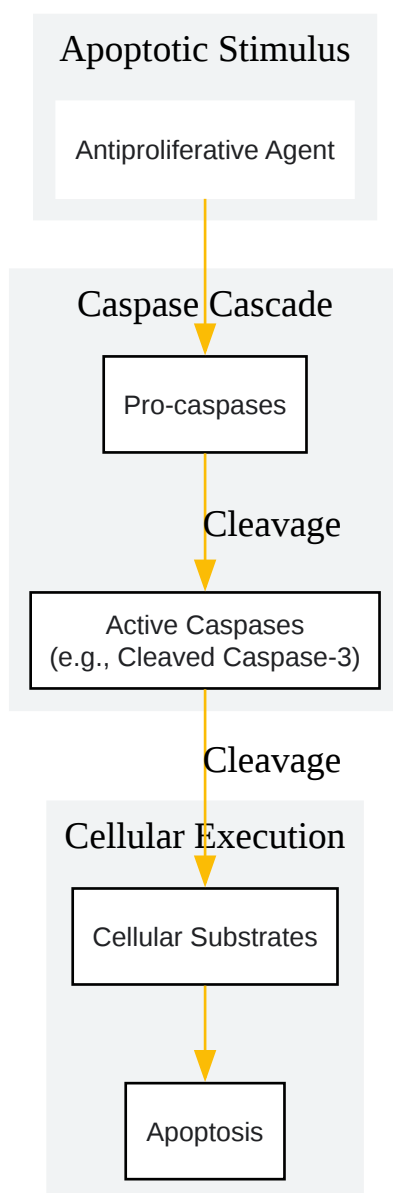 Apoptotic Stimulus
Antiproliferative Agent
Caspase Cascade
Pro-caspases
Cleavage
Active Caspases
(e.g., Cleaved Caspase-3)
Cleavage
Cellular Execution
Cellular Substrates
Apoptosis